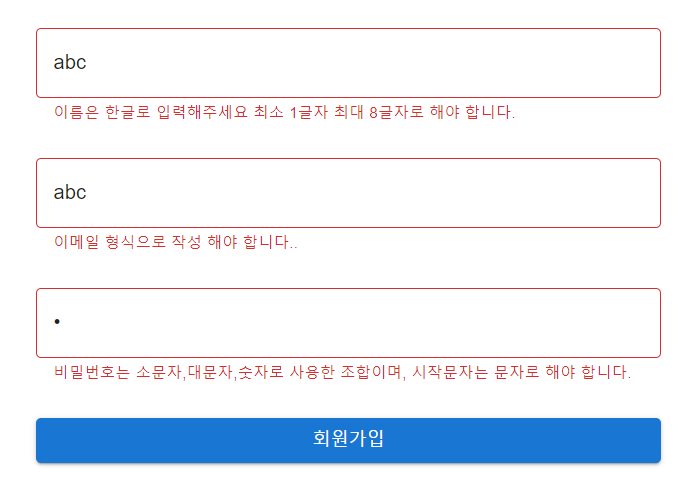 abc
이름은 한글로 입력해주세요 최소 1글자 최대 8글자로 해야 합니다.
abc
이메일 형식으로 작성 해야 합니다..
•
비밀번호는 소문자,대문자,숫자로 사용한 조합이며, 시작문자는 문자로 해야 합니다.
회원가입